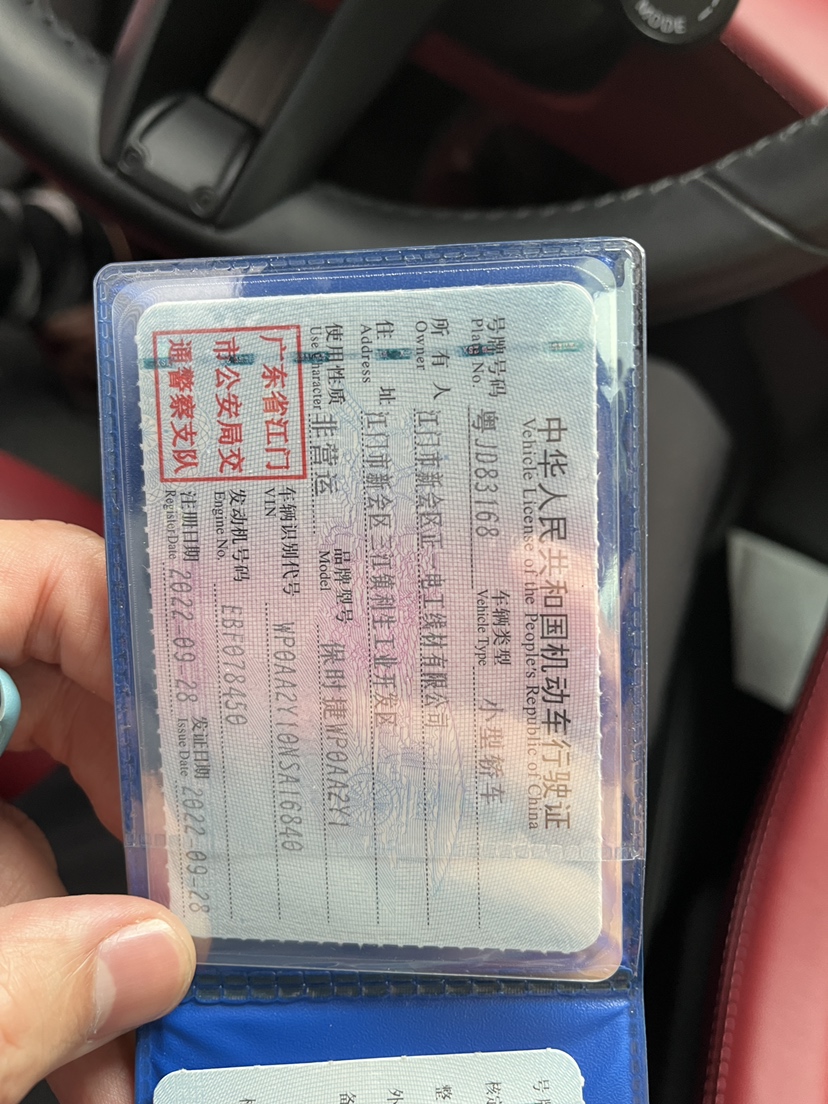 MODE
中华人民共和国机动车行驶证
Vehicle License of the People's Republic of China
号牌号码 粤JD83168 车辆类型 小型轿车
Plate No. Vehicle Type
所有人 江门市新会区正一电工线材有限公司
Owner
住址 江门市新会区三江镇利生工业开发区
Address
使用性质 非营运 品牌型号 保时捷WP0AA2Y1
Use Character Model
广东省江门
市公安局交
通警察支队
车辆识别代号 WP0AA2Y10NSA16840
VIN
发动机号码 EBF078450
Engine No.
注册日期 2022-09-28 发证日期 2022-09-28
Register Date Issue Date